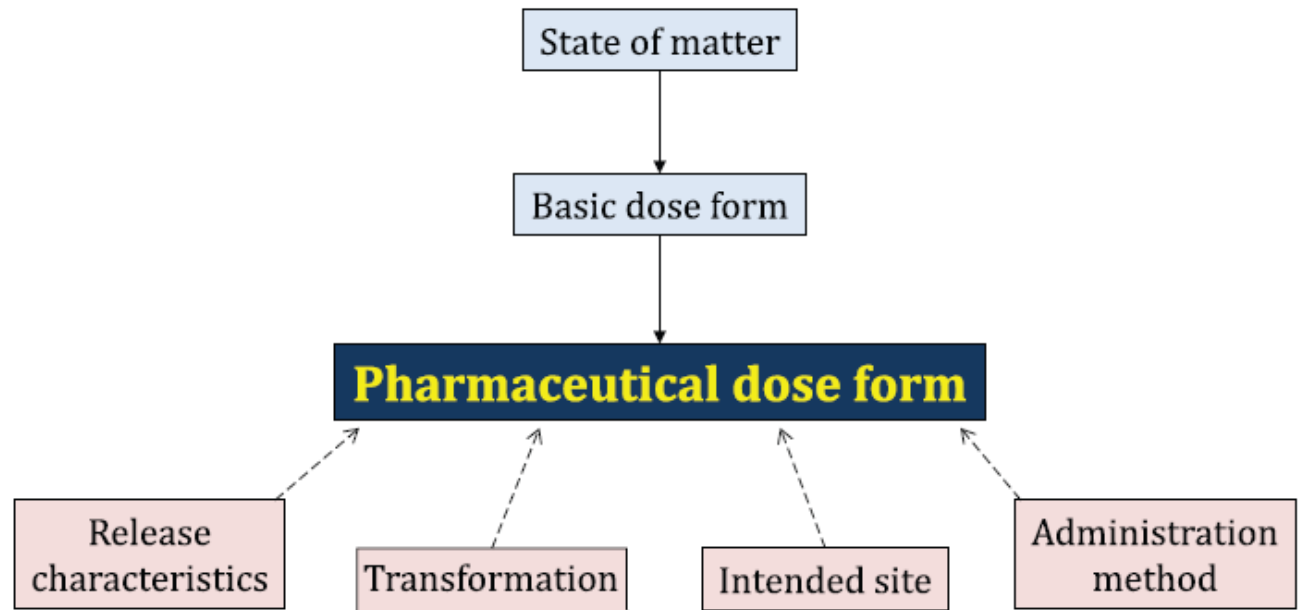 State of matter
Basic dose form
Pharmaceutical dose form
Release
characteristics
Transformation
Intended site
Administration
method